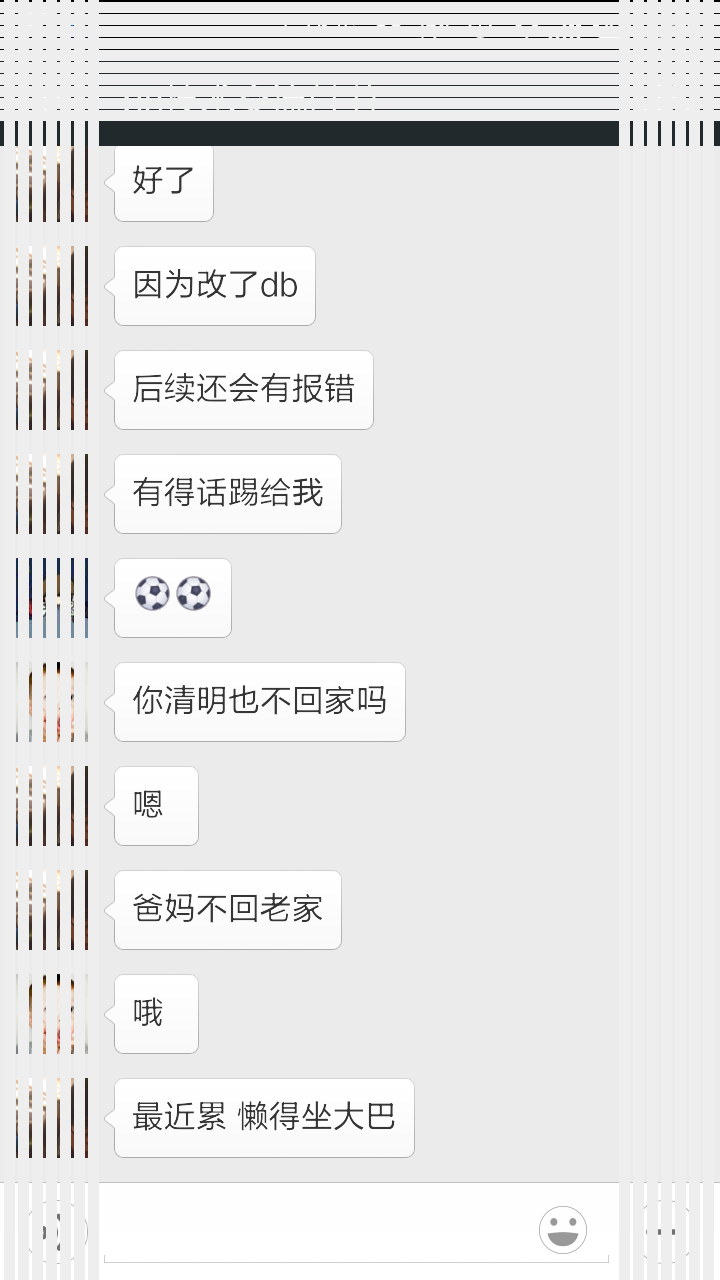 好了
因为改了db
后续还会有报错
有得话踢给我
⚽⚽
你清明也不回家吗
嗯
爸妈不回老家
哦
最近累 懒得坐大巴